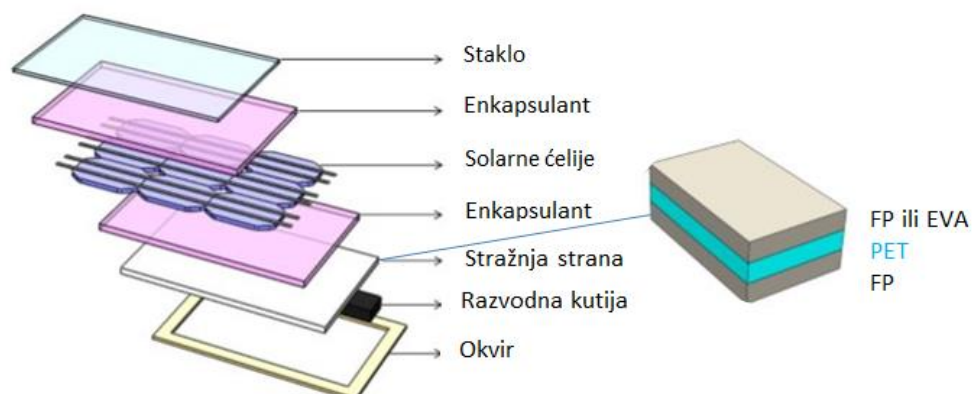 Staklo
Enkapsulant
Solarne ćelije
Enkapsulant
Stražnja strana
Razvodna kutija
Okvir
FP ili EVA
PET
FP